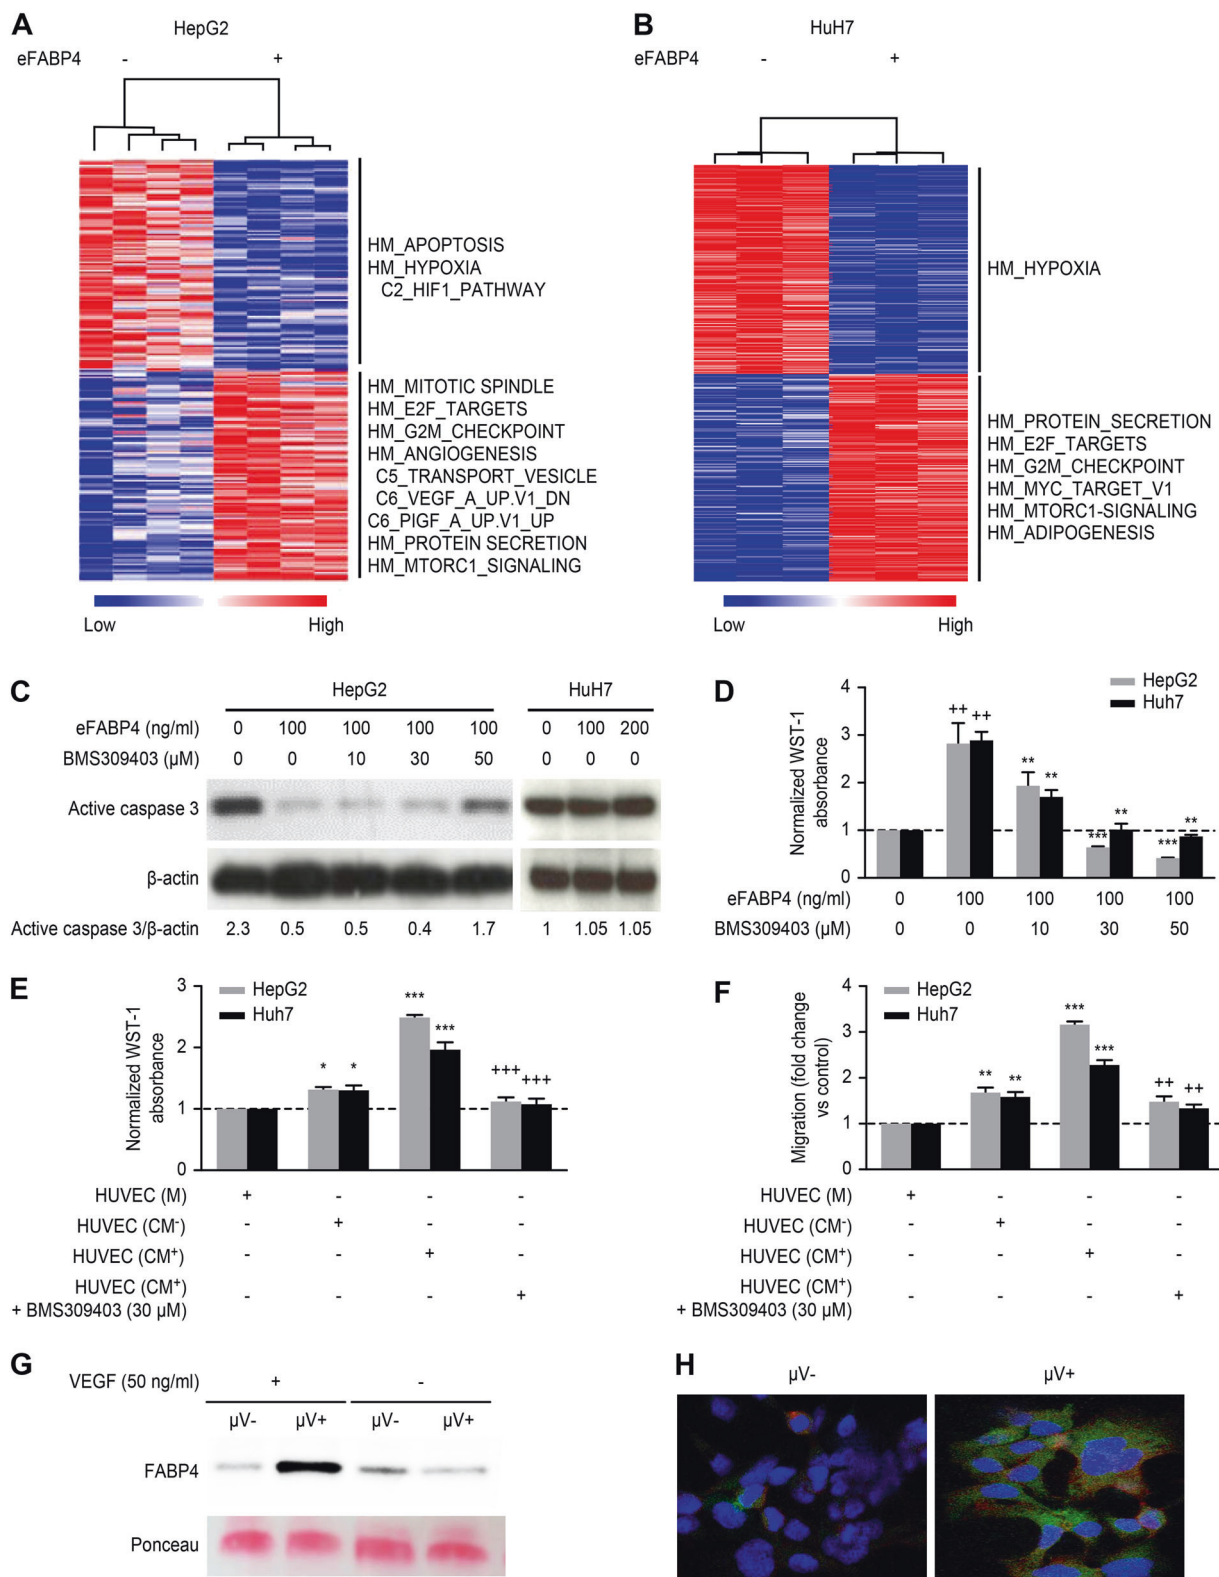 A
HepG2
eFABP4 - +
HM_APOPTOSIS
HM_HYPOXIA
C2_HIF1_PATHWAY
HM_MITOTIC SPINDLE
HM_E2F_TARGETS
HM_G2M_CHECKPOINT
HM_ANGIOGENESIS
C5_TRANSPORT_VESICLE
C6_VEGF_A_UP.V1_DN
C6_PIGF_A_UP.V1_UP
HM_PROTEIN SECRETION
HM_MTORC1_SIGNALING
Low High
B
HuH7
eFABP4 - +
HM_HYPOXIA
HM_PROTEIN_SECRETION
HM_E2F_TARGETS
HM_G2M_CHECKPOINT
HM_MYC_TARGET_V1
HM_MTORC1-SIGNALING
HM_ADIPOGENESIS
Low High
C
HepG2 HuH7
eFABP4 (ng/ml) 0 100 100 100 100 0 100 200
BMS309403 (µM) 0 0 10 30 50 0 0 0
Active caspase 3
β-actin
Active caspase 3/β-actin 2.3 0.5 0.5 0.4 1.7 1 1.05 1.05
D
HepG2
Huh7
Normalized WST-1
absorbance
4
3
2
1
0
++ ++
** **
*** **
*** **
eFABP4 (ng/ml) 0 100 100 100 100
BMS309403 (µM) 0 0 10 30 50
E
HepG2
Huh7
Normalized WST-1
absorbance
3
2
1
0
* *
*** ***
+++ +++
HUVEC (M) + - - -
HUVEC (CM-) - + - -
HUVEC (CM+) - - + -
HUVEC (CM+)
+ BMS309403 (30 µM) - - - +
F
HepG2
Huh7
Migration (fold change
vs control)
4
3
2
1
0
** **
*** ***
++ ++
HUVEC (M) + - - -
HUVEC (CM-) - + - -
HUVEC (CM+) - - + -
HUVEC (CM+)
+ BMS309403 (30 µM) - - - +
G
VEGF (50 ng/ml) + -
µV- µV+ µV- µV+
FABP4
Ponceau
H
µV- µV+